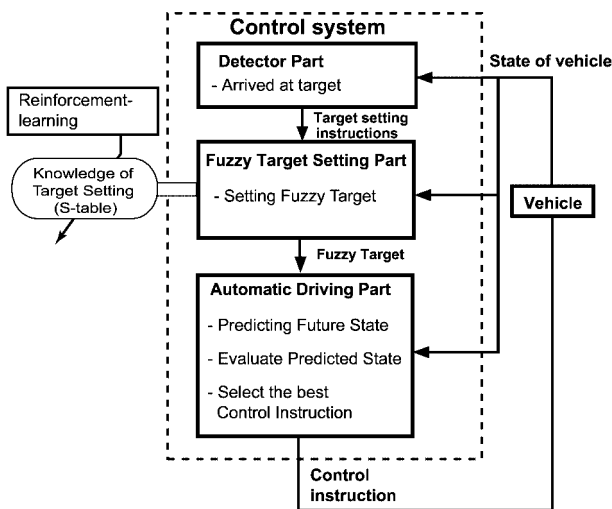 Control system
Detector Part
- Arrived at target
State of vehicle
Reinforcement-
learning
Target setting
instructions
Knowledge of
Target Setting
(S-table)
Fuzzy Target Setting Part
- Setting Fuzzy Target
Vehicle
Fuzzy Target
Automatic Driving Part
- Predicting Future State
- Evaluate Predicted State
- Select the best
Control Instruction
Control
instruction